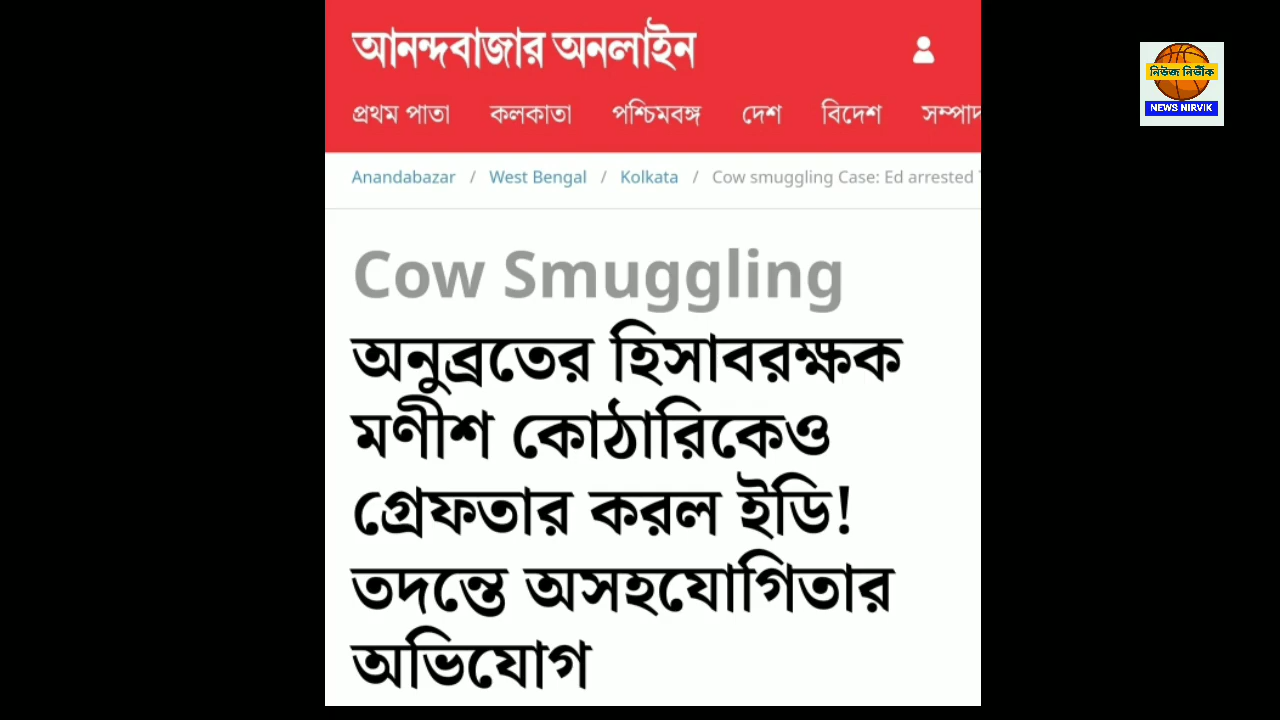 আনন্দবাজার অনলাইন
প্রথম পাতা কলকাতা পশ্চিমবঙ্গ দেশ বিদেশ
Anandabazar / West Bengal / Kolkata / Cow smuggling Case: Ed arrested
Cow Smuggling
অনুব্রতের হিসাবরক্ষক
মণীশ কোঠারিকেও
গ্রেফতার করল ইডি!
তদন্তে অসহযোগিতার
অভিযোগ
নিউজ নির্ভীক
NEWS NIRVIK